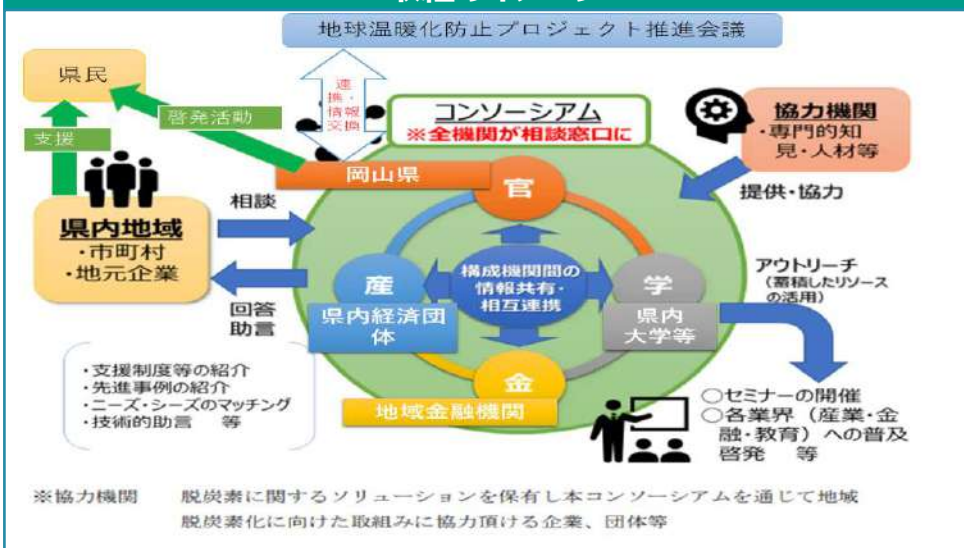 地球温暖化防止プロジェクト推進会議
県民
連
携・
情報
交換
啓発活動
支援
コンソーシアム
※全機関が相談窓口に
協力機関
・専門的知
見・人材等
提供・協力
岡山県
官
相談
県内地域
・市町村
・地元企業
回答
助言
産
県内経済団
体
構成機関間の
情報共有・
相互連携
学
県内
大学等
アウトリーチ
(蓄積したリソース
の活用)
金
地域金融機関
・支援制度等の紹介
・先進事例の紹介
・ニーズ・シーズのマッチング
・技術的助言 等
○セミナーの開催
○各業界(産業・金
融・教育)への普及
啓発 等
※協力機関 脱炭素に関するソリューションを保有し本コンソーシアムを通じて地域
脱炭素化に向けた取組みに協力頂ける企業、団体等